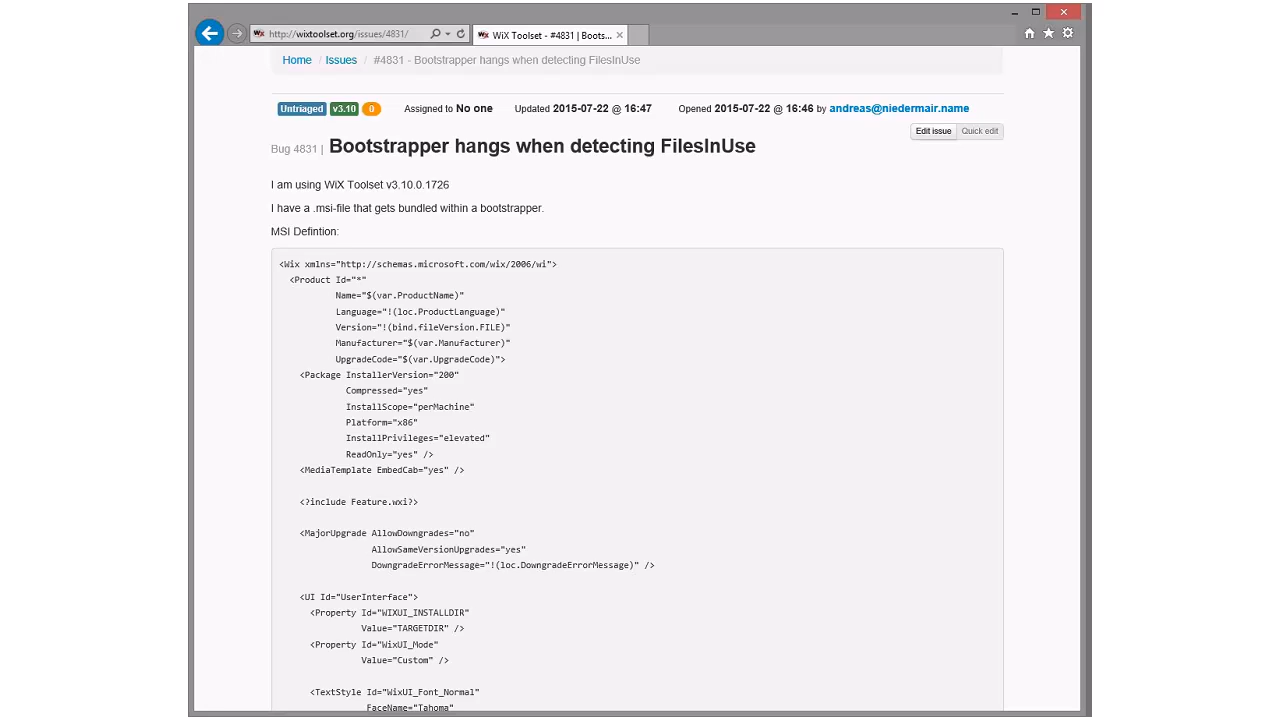 http://wixtoolset.org/issues/4831/
WiX Toolset - #4831 | Boots...
Home / Issues / #4831 - Bootstrapper hangs when detecting FilesInUse
Untriaged v3.10 0 Assigned to No one Updated 2015-07-22 @ 16:47 Opened 2015-07-22 @ 16:46 by andreas@niedermair.name
Edit issue Quick edit
Bug 4831 | Bootstrapper hangs when detecting FilesInUse
I am using WiX Toolset v3.10.0.1726
I have a .msi-file that gets bundled within a bootstrapper.
MSI Defintion:
<Wix xmlns="http://schemas.microsoft.com/wix/2006/wi">
<Product Id="*"
Name="$(var.ProductName)"
Language="!(loc.ProductLanguage)"
Version="!(bind.fileVersion.FILE)"
Manufacturer="$(var.Manufacturer)"
UpgradeCode="$(var.UpgradeCode)">
<Package InstallerVersion="200"
Compressed="yes"
InstallScope="perMachine"
Platform="x86"
InstallPrivileges="elevated"
ReadOnly="yes" />
<MediaTemplate EmbedCab="yes" />
<?include Feature.wxi?>
<MajorUpgrade AllowDowngrades="no"
AllowSameVersionUpgrades="yes"
DowngradeErrorMessage="!(loc.DowngradeErrorMessage)" />
<UI Id="UserInterface">
<Property Id="WIXUI_INSTALLDIR"
Value="TARGETDIR" />
<Property Id="WixUI_Mode"
Value="Custom" />
<TextStyle Id="WixUI_Font_Normal"
FaceName="Tahoma"